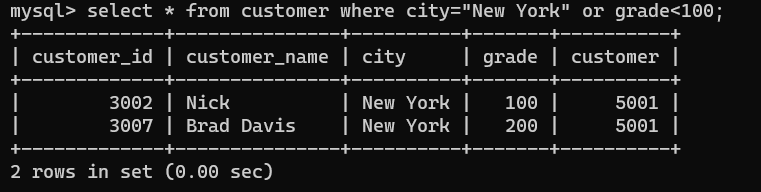 mysql> select * from customer where city="New York" or grade<100;
+-------------+---------------+----------+-------+----------+
| customer_id | customer_name | city     | grade | customer |
+-------------+---------------+----------+-------+----------+
|        3002 | Nick          | New York |   100 |     5001 |
|        3007 | Brad Davis    | New York |   200 |     5001 |
+-------------+---------------+----------+-------+----------+
2 rows in set (0.00 sec)